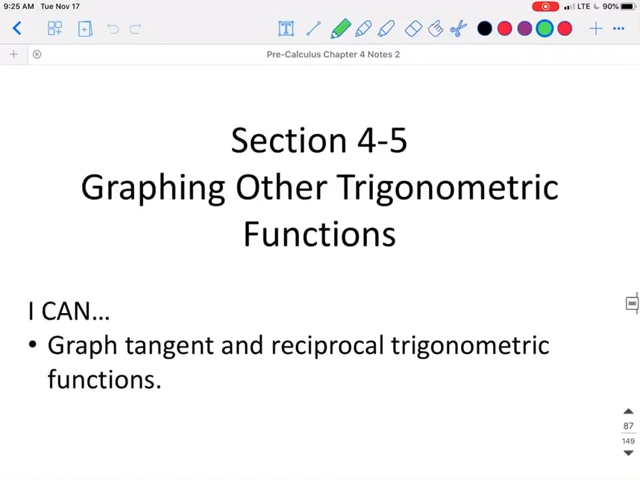 9:25 AM Tue Nov 17
LTE 90%
Pre-Calculus Chapter 4 Notes 2
Section 4-5
Graphing Other Trigonometric
Functions
I CAN…
• Graph tangent and reciprocal trigonometric
functions.
87
149